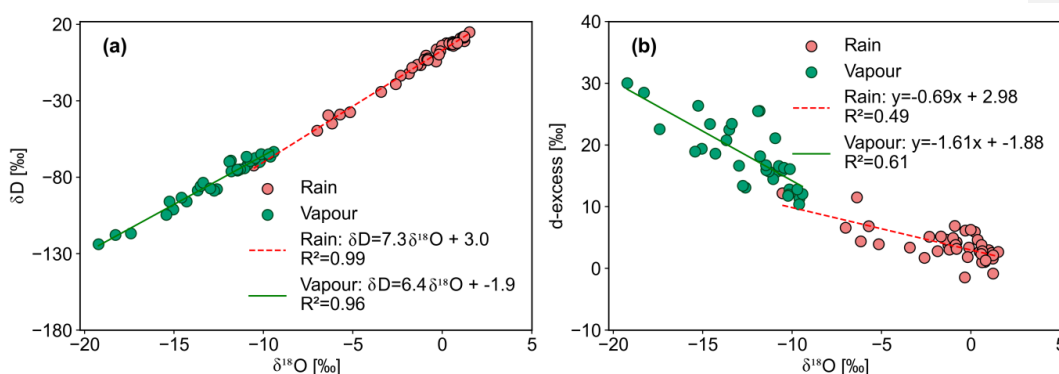 (a)
20
−30
−80
−130
−180
δD [‰]
Rain
Vapour
Rain: δD=7.3δ¹⁸O + 3.0
R²=0.99
Vapour: δD=6.4δ¹⁸O + -1.9
R²=0.96
−20
−15
−10
−5
0
5
δ¹⁸O [‰]
(b)
40
30
20
10
0
−10
d-excess [‰]
Rain
Vapour
Rain: y=-0.69x + 2.98
R²=0.49
Vapour: y=-1.61x + -1.88
R²=0.61
−20
−15
−10
−5
0
5
δ¹⁸O [‰]